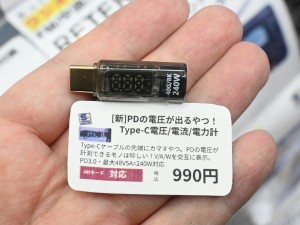 240W
40G/8K
[新]PDの電圧が出るやつ!
Type-C電圧/電流/電力計
Type-Cケーブルの先端にカマすやつ。PDの電圧が
計測できるモノは珍しい!V/A/Wを交互に表示。
PD3.0・最大48V5A=240W対応
対応
税込
990円